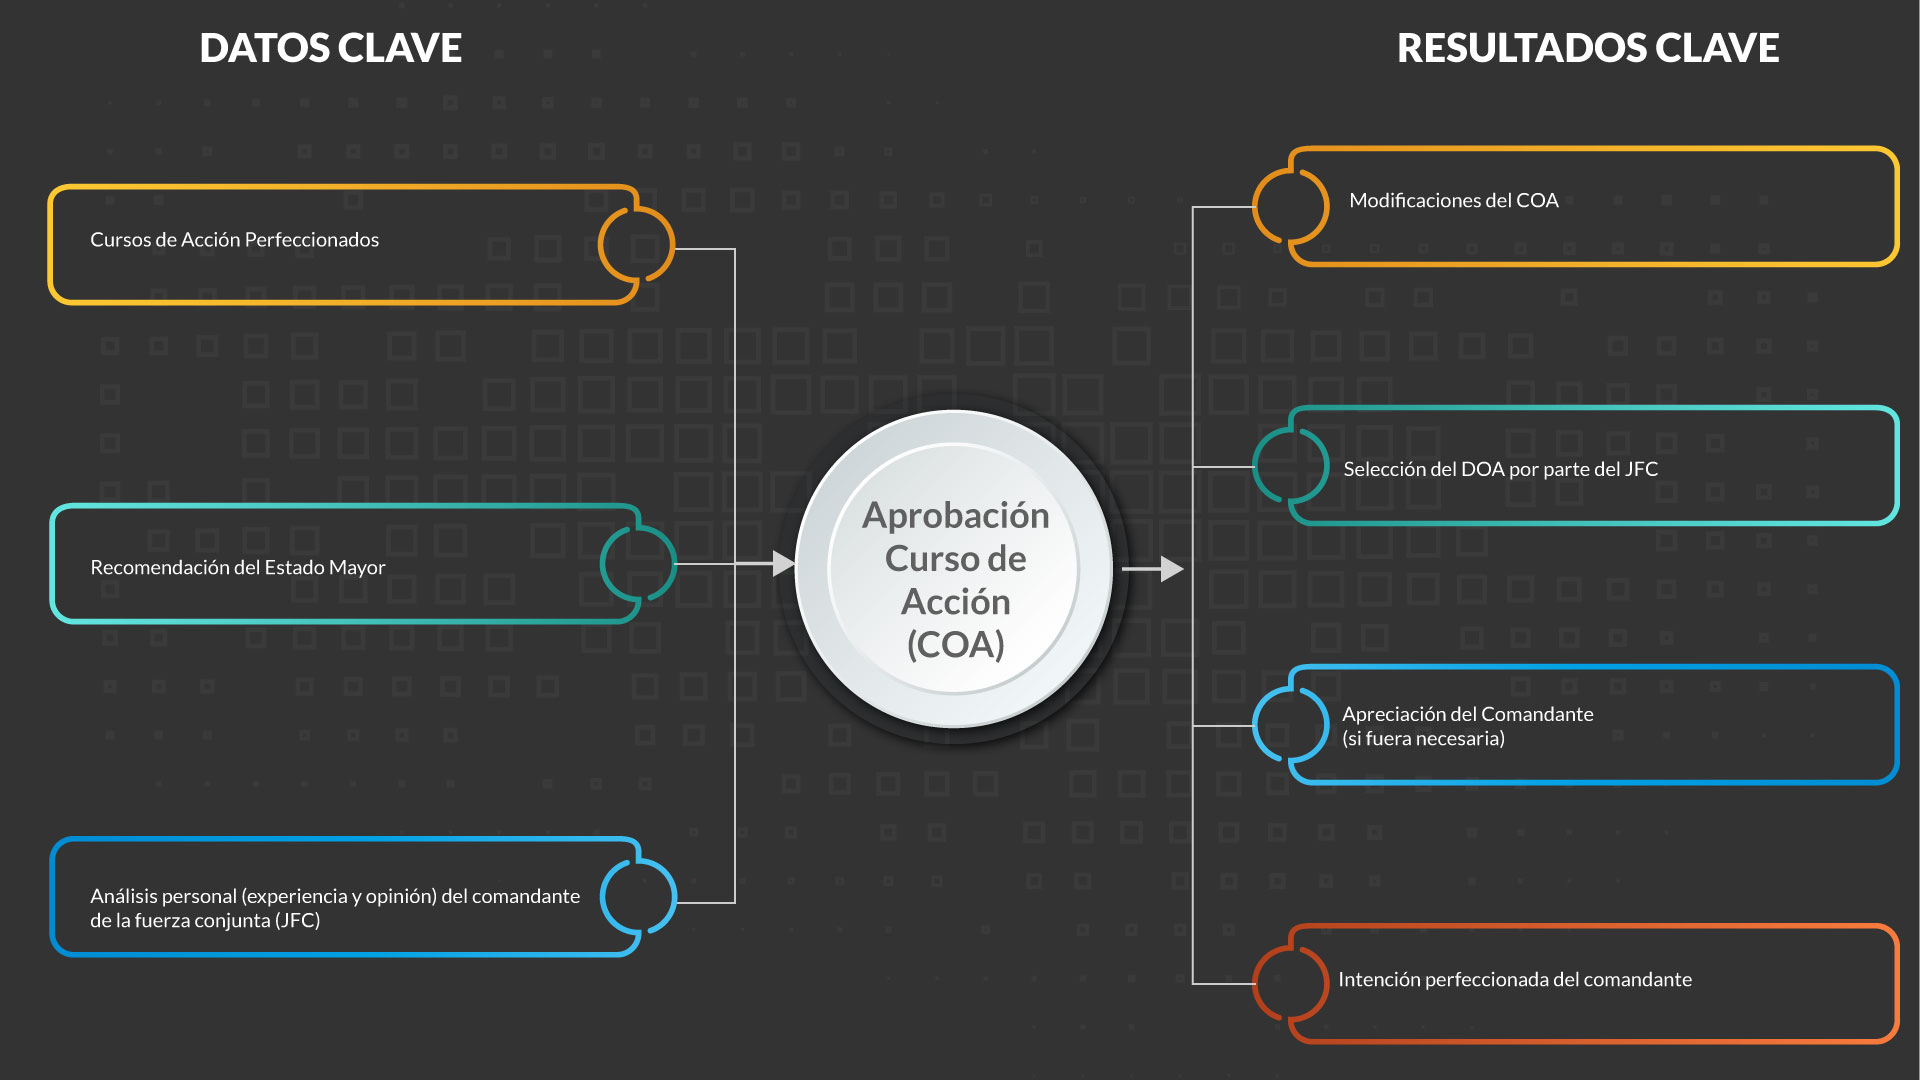 DATOS CLAVE
Cursos de Acción Perfeccionados
Recomendación del Estado Mayor
Análisis personal (experiencia y opinión) del comandante
de la fuerza conjunta (JFC)
Aprobación
Curso de
Acción
(COA)
RESULTADOS CLAVE
Modificaciones del COA
Selección del DOA por parte del JFC
Apreciación del Comandante
(si fuera necesaria)
Intención perfeccionada del comandante